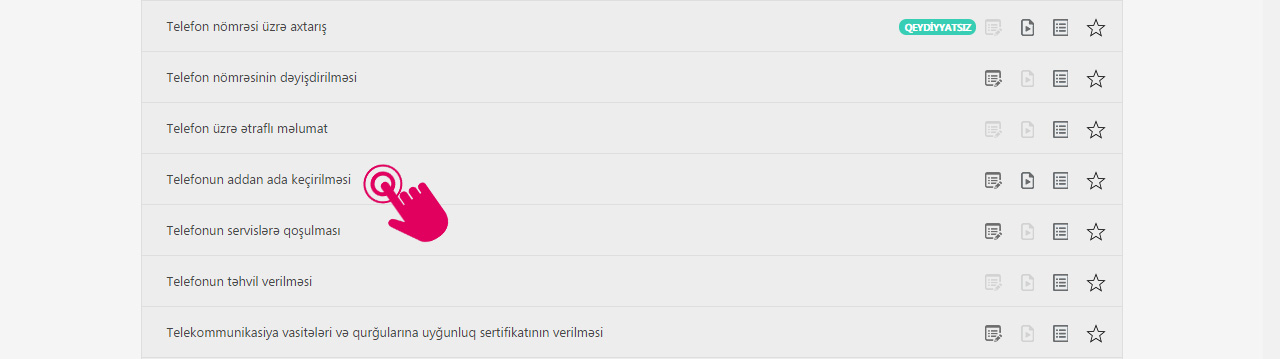 Telefon nömrəsi üzrə axtarış QEYDİYYATSIZ
Telefon nömrəsinin dəyişdirilməsi
Telefon üzrə ətraflı məlumat
Telefonun addan ada keçirilməsi
Telefonun servislərə qoşulması
Telefonun təhvil verilməsi
Telekommunikasiya vasitələri və qurğularına uyğunluq sertifikatının verilməsi